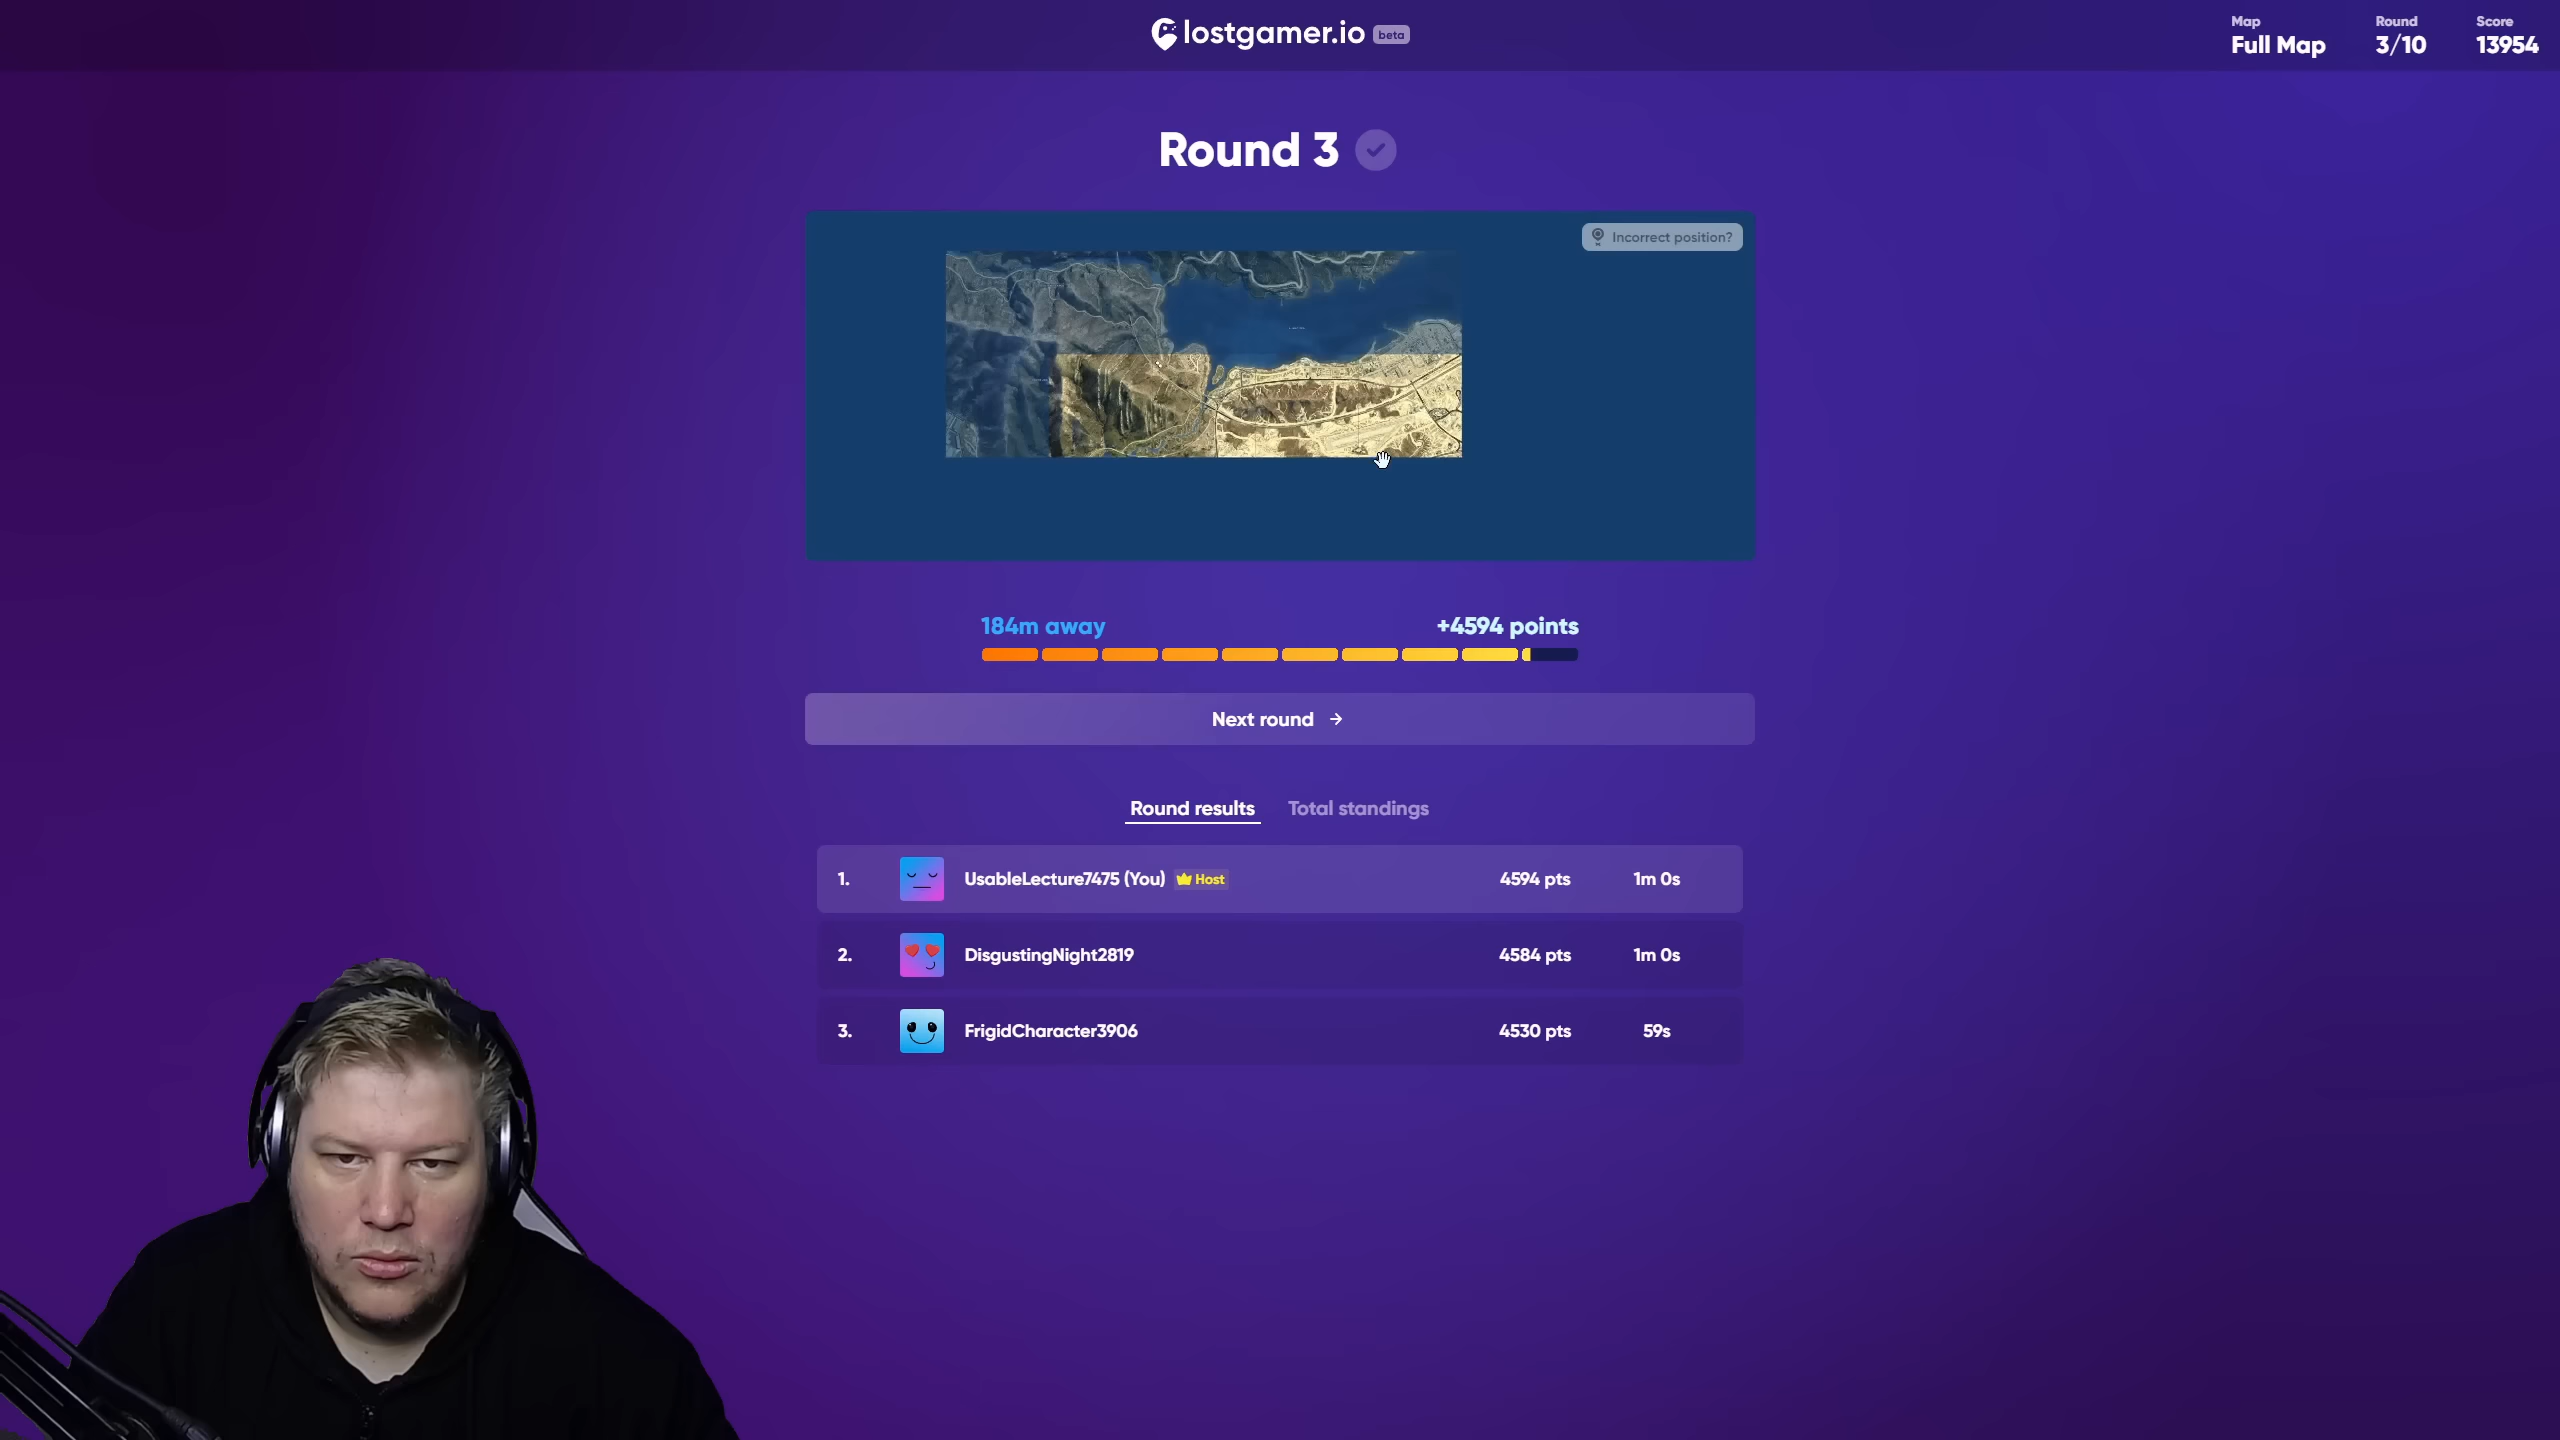 lostgamer.io beta
Map
Full Map
Round
3/10
Score
13954
Round 3
Incorrect position?
184m away
+4594 points
Next round
Round results
Total standings
1. UsableLecture7475 (You) Host 4594 pts 1m 0s
2. DisgustingNight2819 4584 pts 1m 0s
3. FrigidCharacter3906 4530 pts 59s